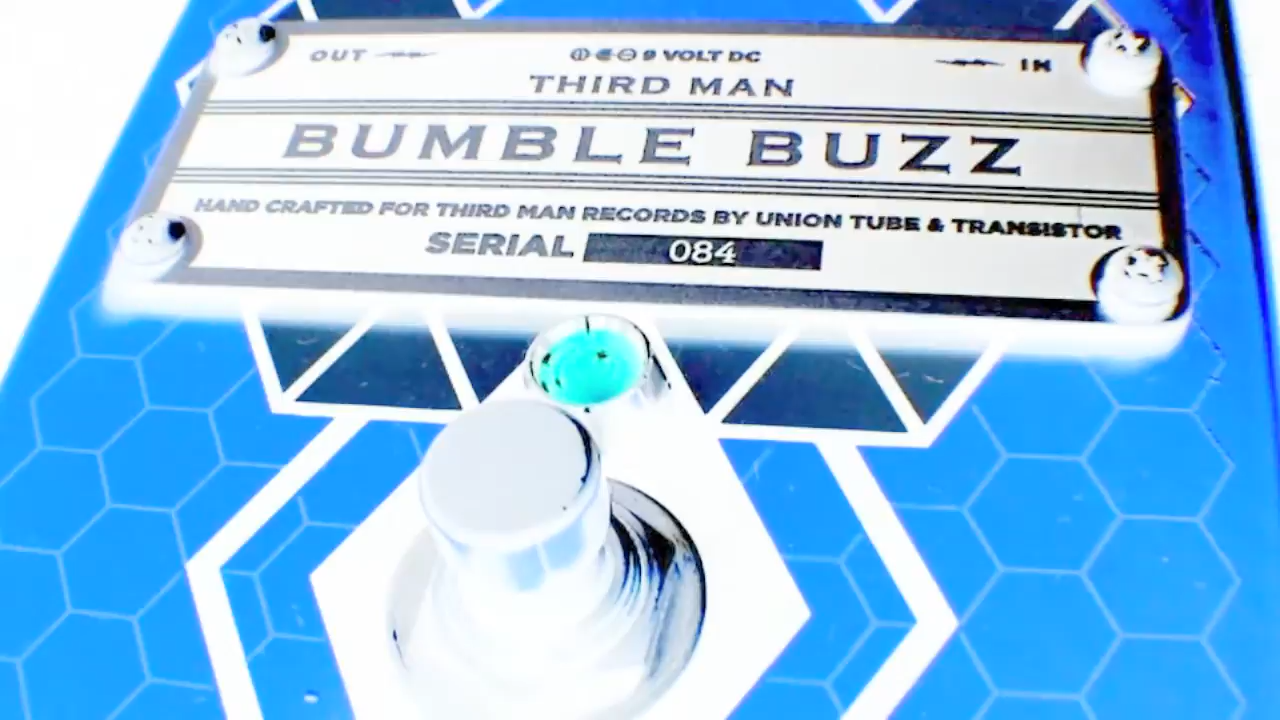 OUT 9 VOLT DC IN
THIRD MAN
BUMBLE BUZZ
HAND CRAFTED FOR THIRD MAN RECORDS BY UNION TUBE & TRANSISTOR
SERIAL 084